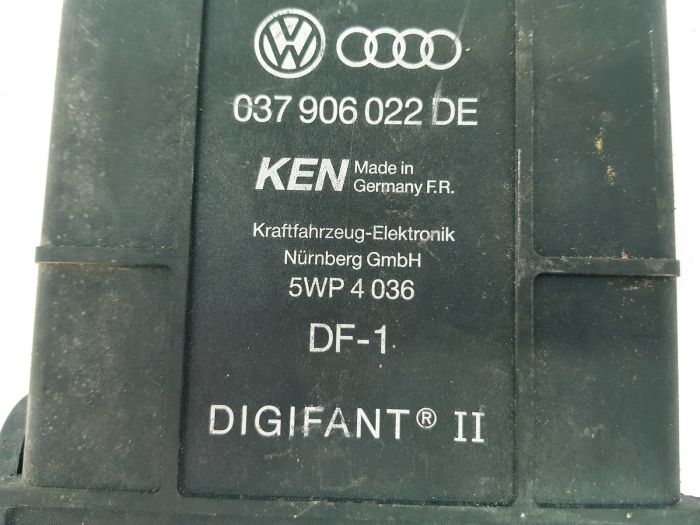 VW
037 906 022 DE
KEN Made in
Germany F.R.
Kraftfahrzeug-Elektronik
Nürnberg GmbH
5WP 4 036
DF-1
DIGIFANT® II